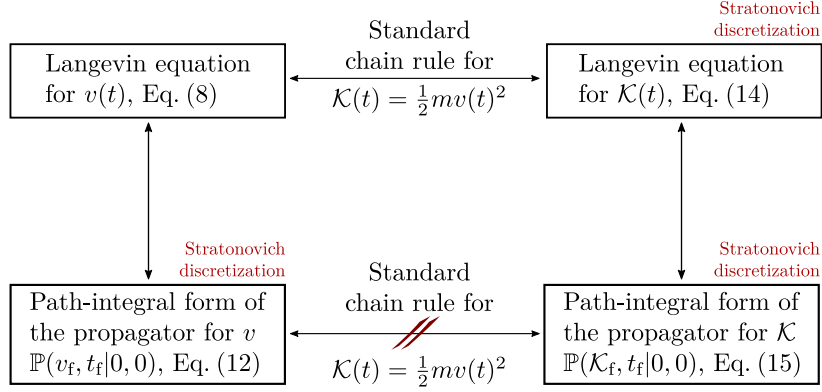 Stratonovich
discretization
Langevin equation
for v(t), Eq. (8)
Standard
chain rule for
𝒦(t) = ½mv(t)²
Langevin equation
for 𝒦(t), Eq. (14)
Stratonovich
discretization
Path-integral form of
the propagator for v
ℙ(v_f, t_f|0, 0), Eq. (12)
Standard
chain rule for
𝒦(t) = ½mv(t)²
Stratonovich
discretization
Path-integral form of
the propagator for 𝒦
ℙ(𝒦_f, t_f|0, 0), Eq. (15)